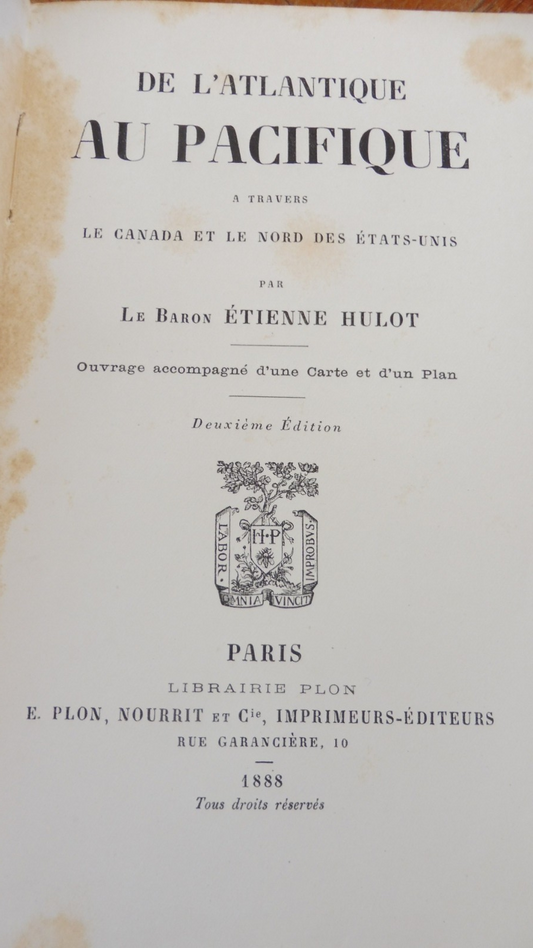 DE L'ATLANTIQUE
AU PACIFIQUE
A TRAVERS
LE CANADA ET LE NORD DES ÉTATS-UNIS
PAR
LE BARON ÉTIENNE HULOT
Ouvrage accompagné d'une Carte et d'un Plan
Deuxième Édition
H·P
LABOR·
OMNIA
VINCIT
IMPROBVS·
PARIS
LIBRAIRIE PLON
E. PLON, NOURRIT ET Cie, IMPRIMEURS-ÉDITEURS
RUE GARANCIÈRE, 10
1888
Tous droits réservés